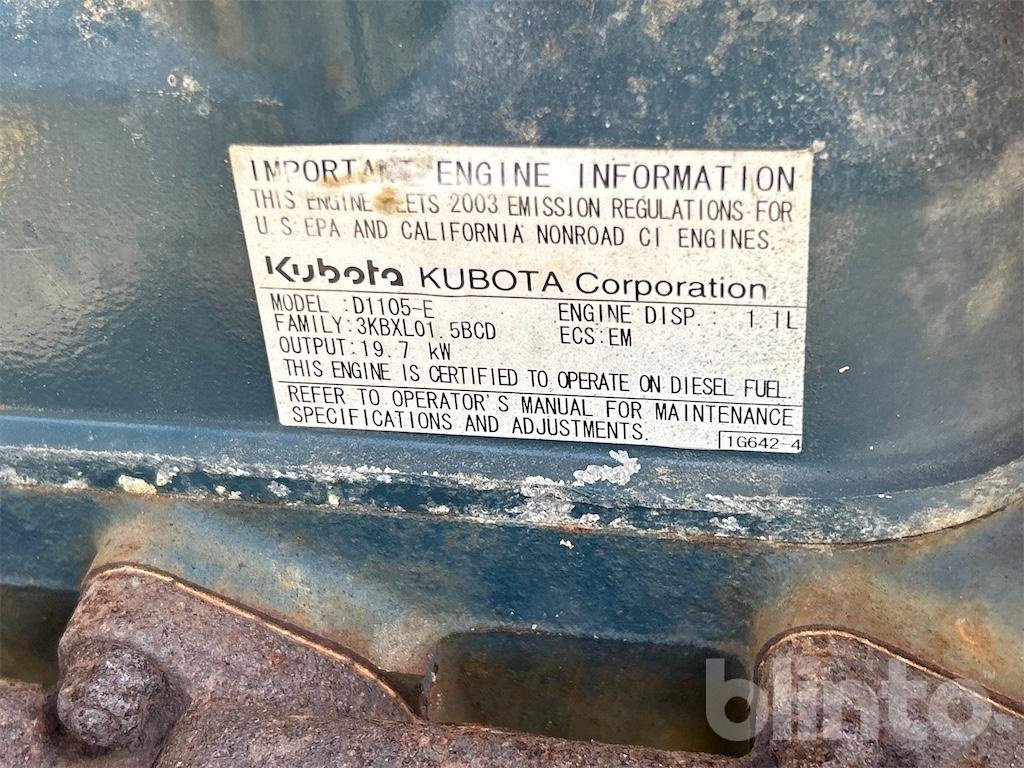 IMPORTANT ENGINE INFORMATION
THIS ENGINE MEETS 2003 EMISSION REGULATIONS FOR
U.S. EPA AND CALIFORNIA NONROAD CI ENGINES.
Kubota KUBOTA Corporation
MODEL :D1105-E ENGINE DISP.: 1.1L
FAMILY:3KBXL01.5BCD ECS:EM
OUTPUT:19.7 kW
THIS ENGINE IS CERTIFIED TO OPERATE ON DIESEL FUEL.
REFER TO OPERATOR'S MANUAL FOR MAINTENANCE
SPECIFICATIONS AND ADJUSTMENTS.
1G642-4
blinto